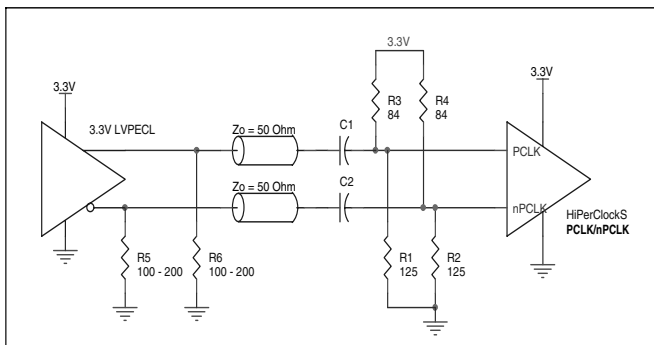 3.3V
3.3V
3.3V
3.3V LVPECL
R3
84
R4
84
Zo = 50 Ohm
C1
PCLK
Zo = 50 Ohm
C2
nPCLK
HiPerClockS
PCLK/nPCLK
R5
100 - 200
R6
100 - 200
R1
125
R2
125